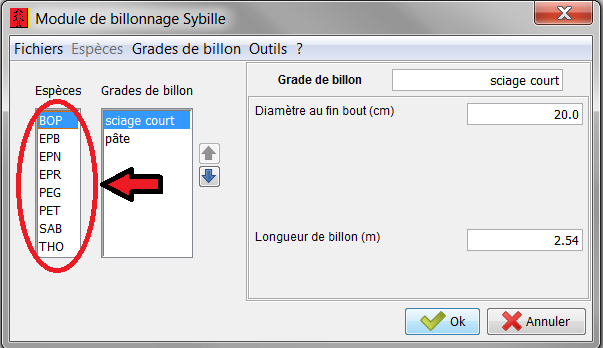 Module de billonnage Sybille
Fichiers Espèces Grades de billon Outils ?
Espèces
BOP
EPB
EPN
EPR
PEG
PET
SAB
THO
Grades de billon
sciage court
pâte
Grade de billon sciage court
Diamètre au fin bout (cm) 20.0
Longueur de billon (m) 2.54
Ok Annuler